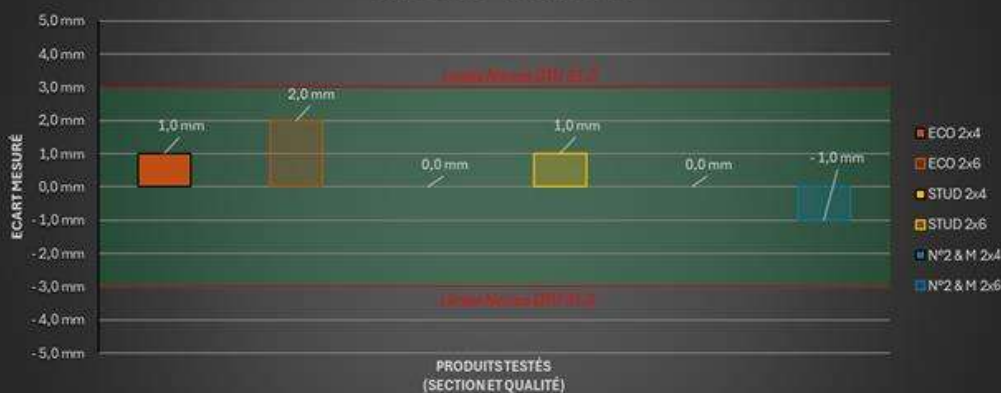 5,0 mm
4,0 mm
3,0 mm
2,0 mm
1,0 mm
0,0 mm
- 1,0 mm
- 2,0 mm
- 3,0 mm
- 4,0 mm
- 5,0 mm
ECART MESURÉ
1,0 mm
2,0 mm
0,0 mm
1,0 mm
0,0 mm
- 1,0 mm
ECO 2x4
ECO 2x6
STUD 2x4
STUD 2x6
N°2 & M 2x4
N°2 & M 2x6
PRODUITS TESTÉS
(SECTION ET QUALITÉ)